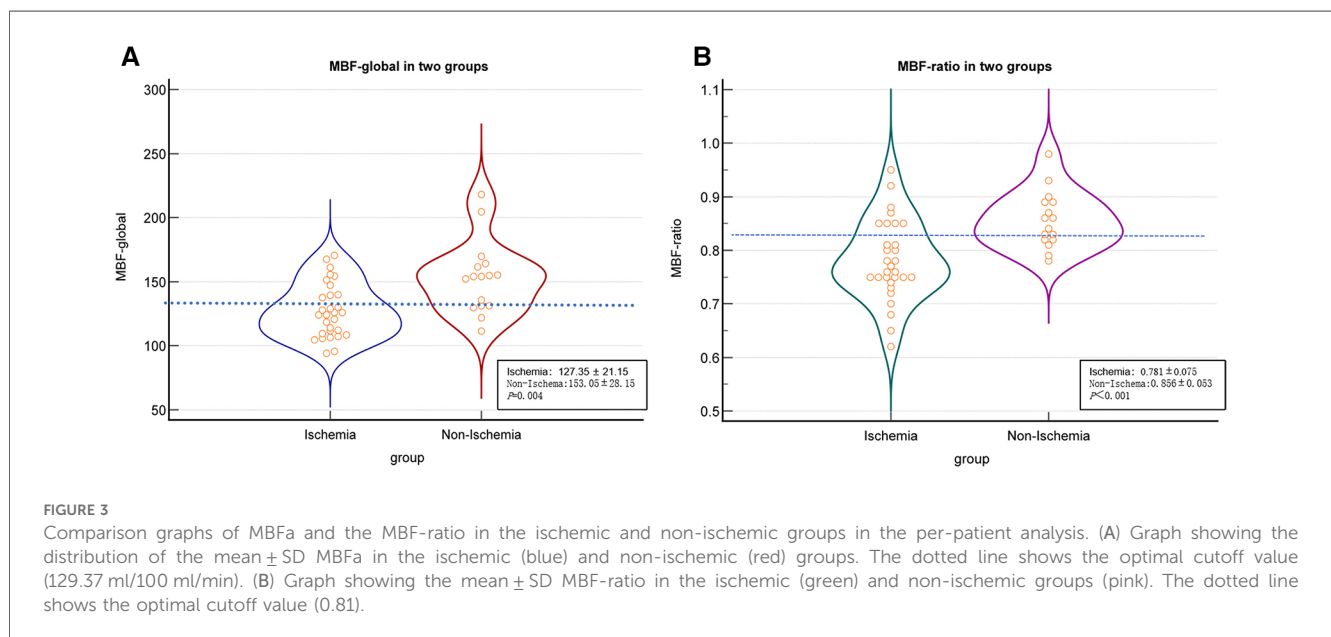 A
MBF-global in two groups
300
250
200
150
100
50
MBF-global
Ischemia: 127.35 ± 21.15
Non-Ischema:153.05±28.15
P=0.004
Ischemia
Non-Ischemia
group
B
MBF-ratio in two groups
1.1
1.0
0.9
0.8
0.7
0.6
0.5
MBF-ratio
Ischemia: 0.781±0.075
Non-Ischema:0.856±0.053
P<0.001
Ischemia
Non-Ischemia
group
FIGURE 3
Comparison graphs of MBFa and the MBF-ratio in the ischemic and non-ischemic groups in the per-patient analysis. (A) Graph showing the
distribution of the mean ± SD MBFa in the ischemic (blue) and non-ischemic (red) groups. The dotted line shows the optimal cutoff value
(129.37 ml/100 ml/min). (B) Graph showing the mean ± SD MBF-ratio in the ischemic (green) and non-ischemic groups (pink). The dotted line
shows the optimal cutoff value (0.81).